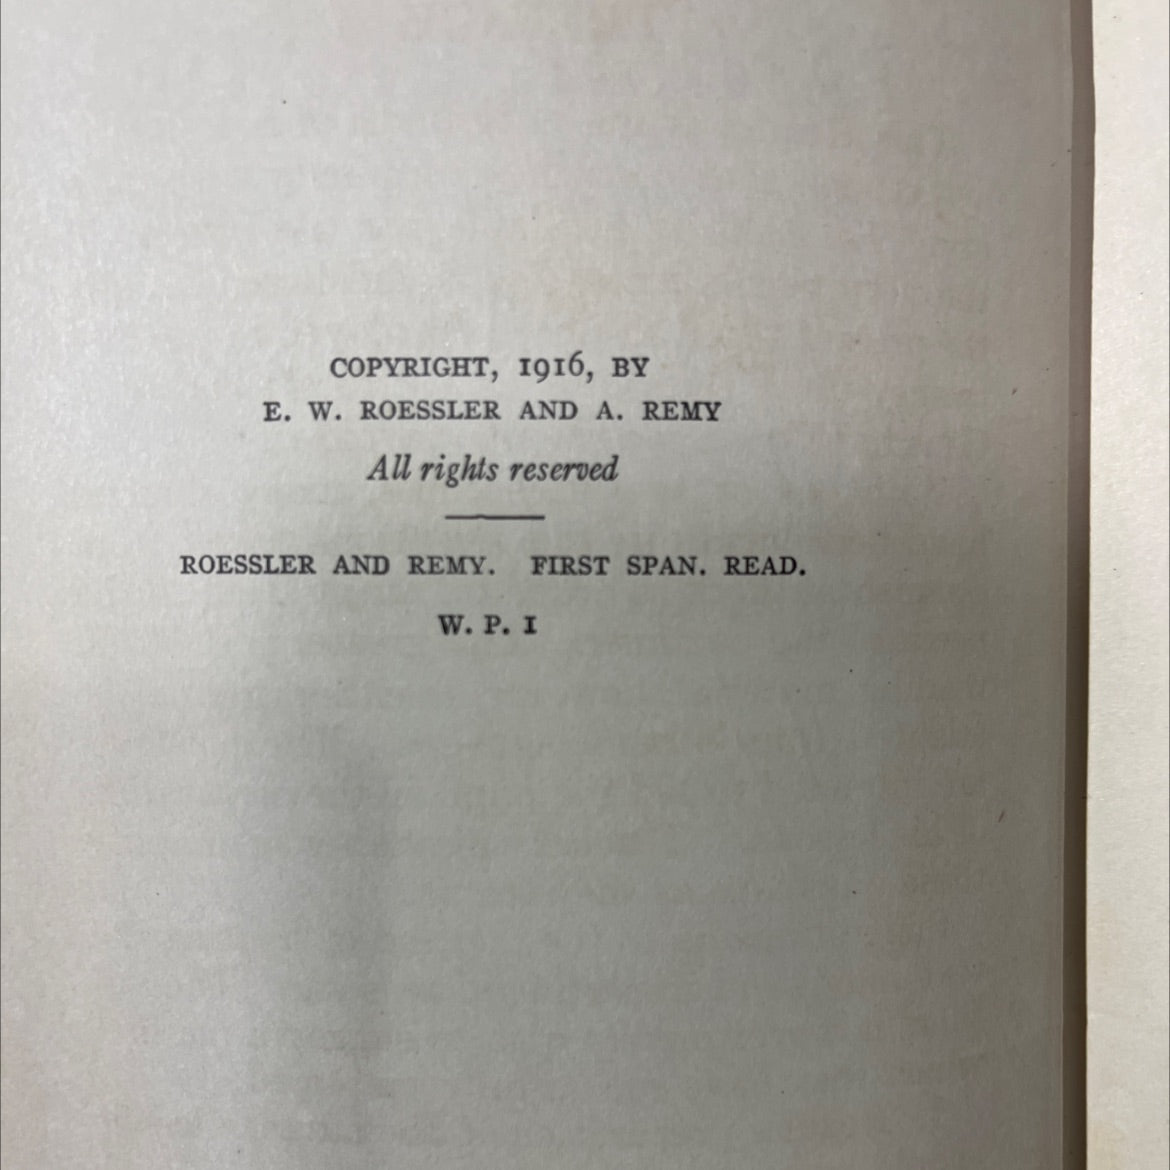 COPYRIGHT, 1916, BY
E. W. ROESSLER AND A. REMY
All rights reserved
ROESSLER AND REMY. FIRST SPAN. READ.
W. P. I